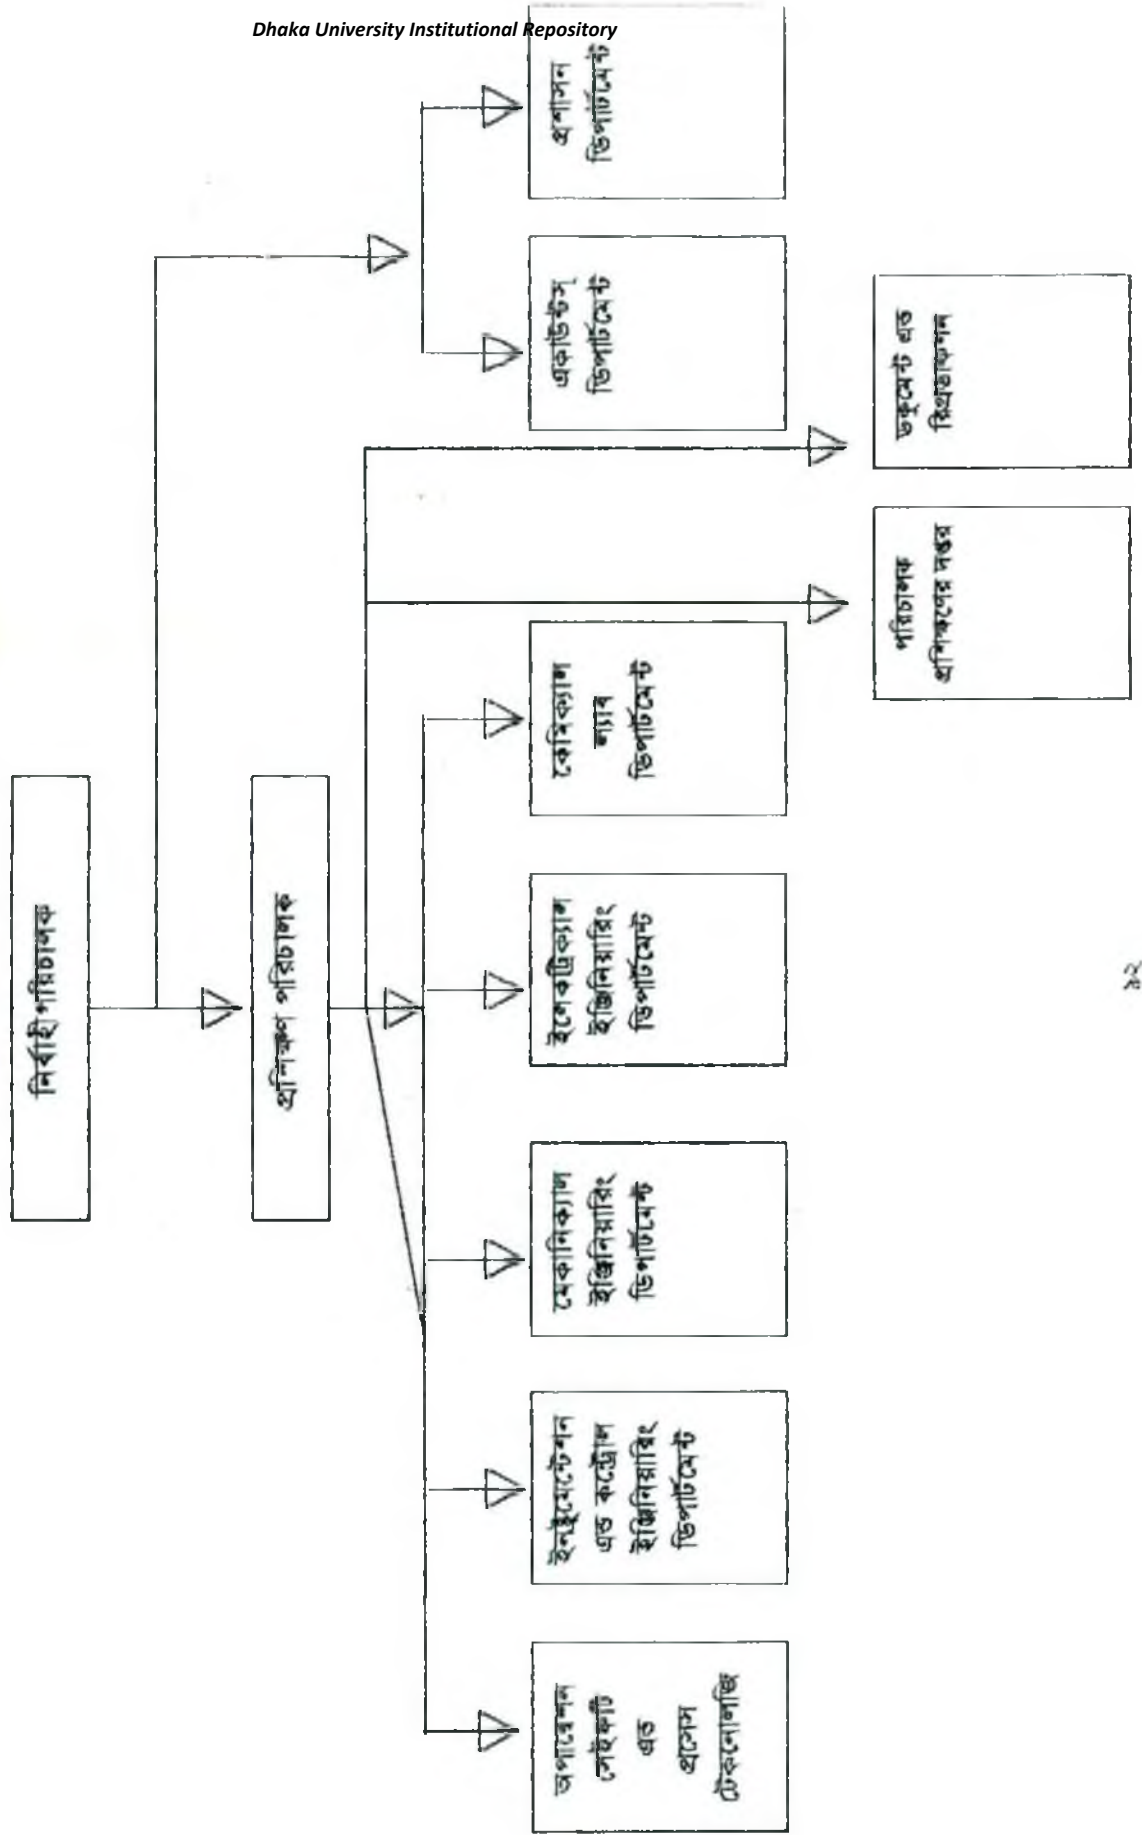 Dhaka University Institutional Repository
নির্বাহী পরিচালক
প্রশিক্ষণ পরিচালক
অপারেশন
সেইফটি
এন্ড
প্রসেস
টেকনোলজি
ইনস্ট্রুমেন্টেশন
এন্ড কন্ট্রোল
ইঞ্জিনিয়ারিং
ডিপার্টমেন্ট
মেকানিক্যাল
ইঞ্জিনিয়ারিং
ডিপার্টমেন্ট
ইলেকট্রিক্যাল
ইঞ্জিনিয়ারিং
ডিপার্টমেন্ট
কেমিক্যাল
ল্যাব
ডিপার্টমেন্ট
একাউন্টস্
ডিপার্টমেন্ট
প্রশাসন
ডিপার্টমেন্ট
পরিচালক
প্রশিক্ষণের দপ্তর
ডকুমেন্ট এন্ড
রিপ্রডাকশন